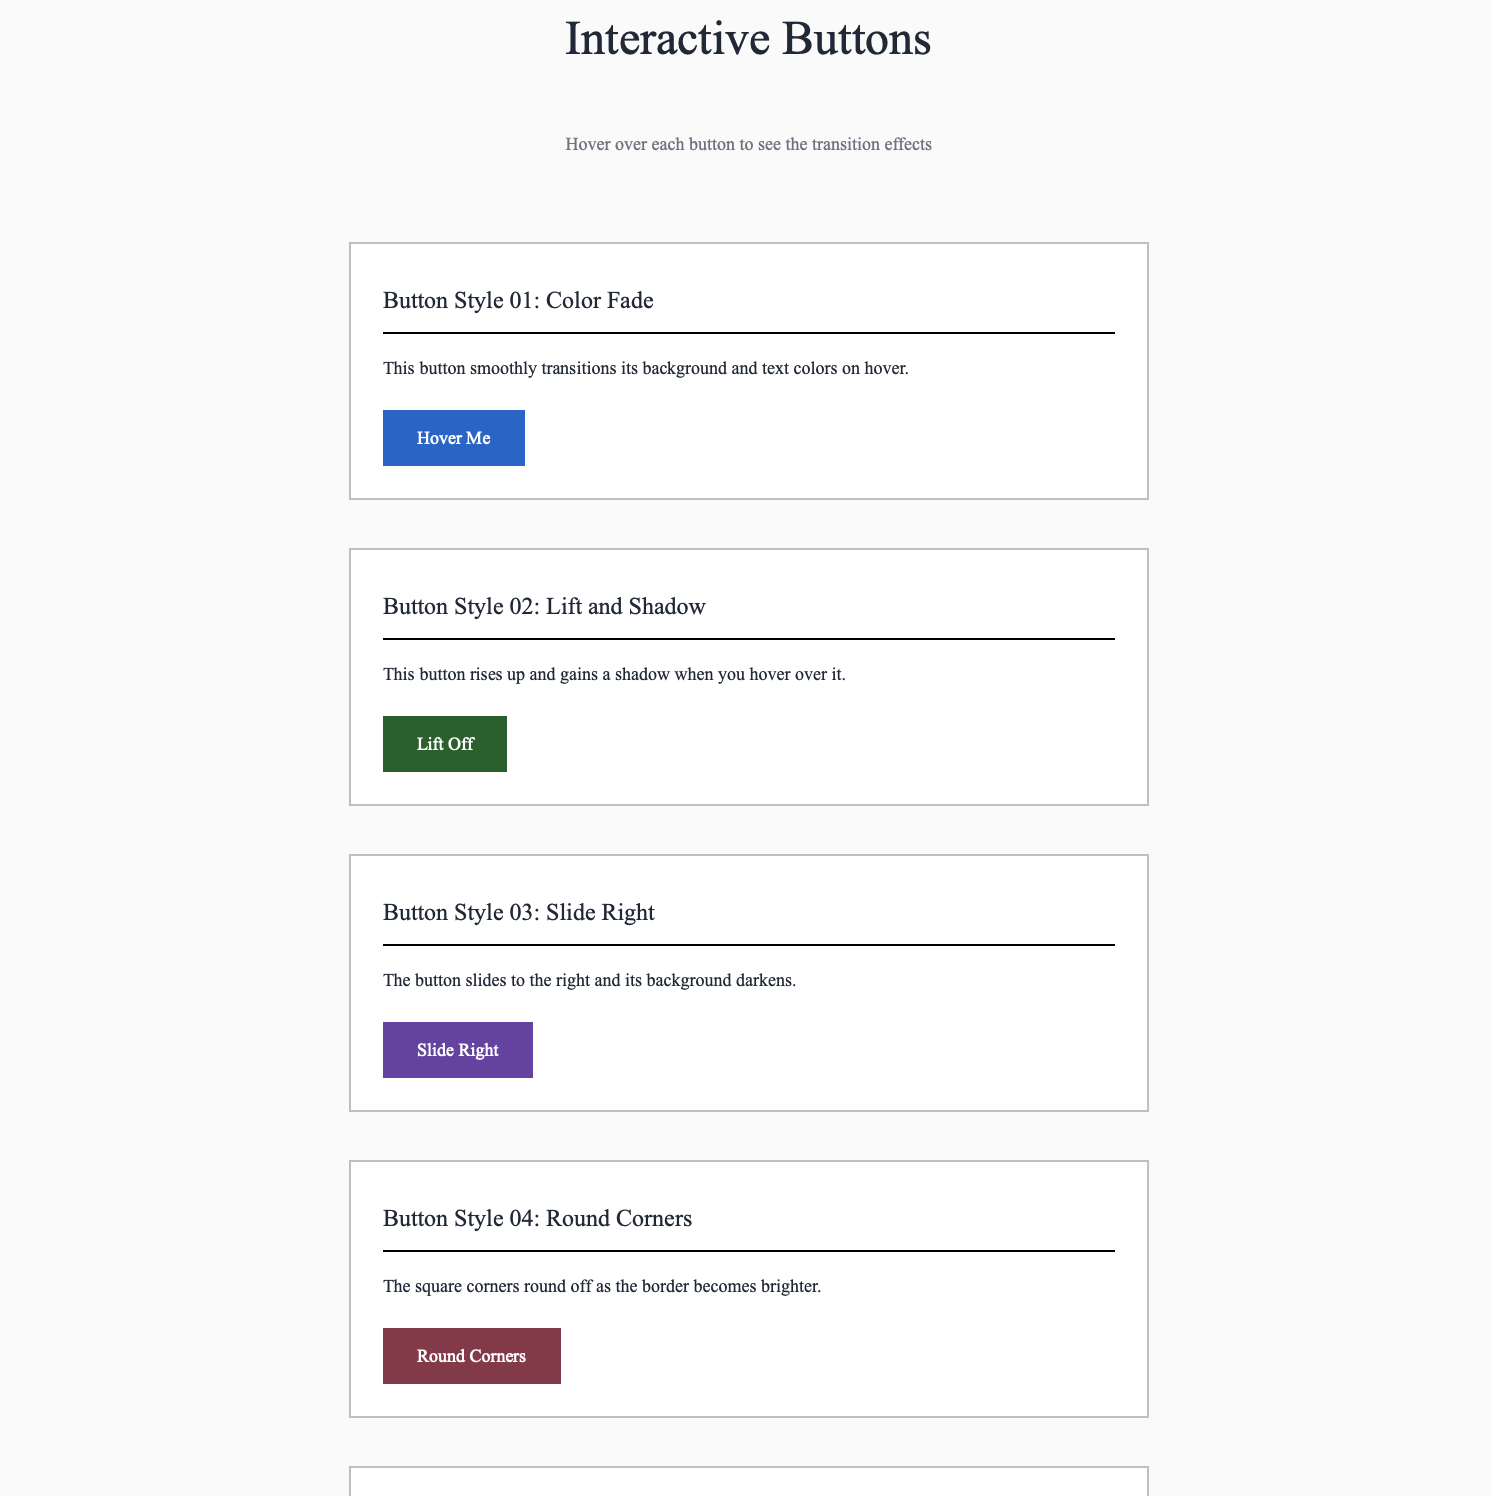 Interactive Buttons
Hover over each button to see the transition effects
Button Style 01: Color Fade
This button smoothly transitions its background and text colors on hover.
Hover Me
Button Style 02: Lift and Shadow
This button rises up and gains a shadow when you hover over it.
Lift Off
Button Style 03: Slide Right
The button slides to the right and its background darkens.
Slide Right
Button Style 04: Round Corners
The square corners round off as the border becomes brighter.
Round Corners